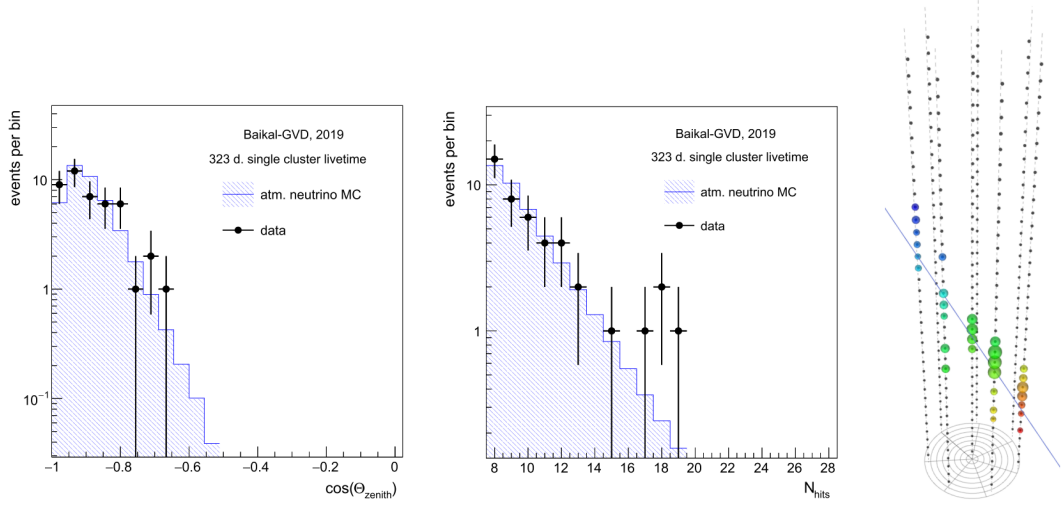 events per bin
Baikal-GVD, 2019
323 d. single cluster livetime
atm. neutrino MC
data
10
1
10⁻¹
−1 −0.8 −0.6 −0.4 −0.2 0
cos(Θzenith)
events per bin
Baikal-GVD, 2019
323 d. single cluster livetime
atm. neutrino MC
data
10
1
8 10 12 14 16 18 20 22 24 26 28
Nhits